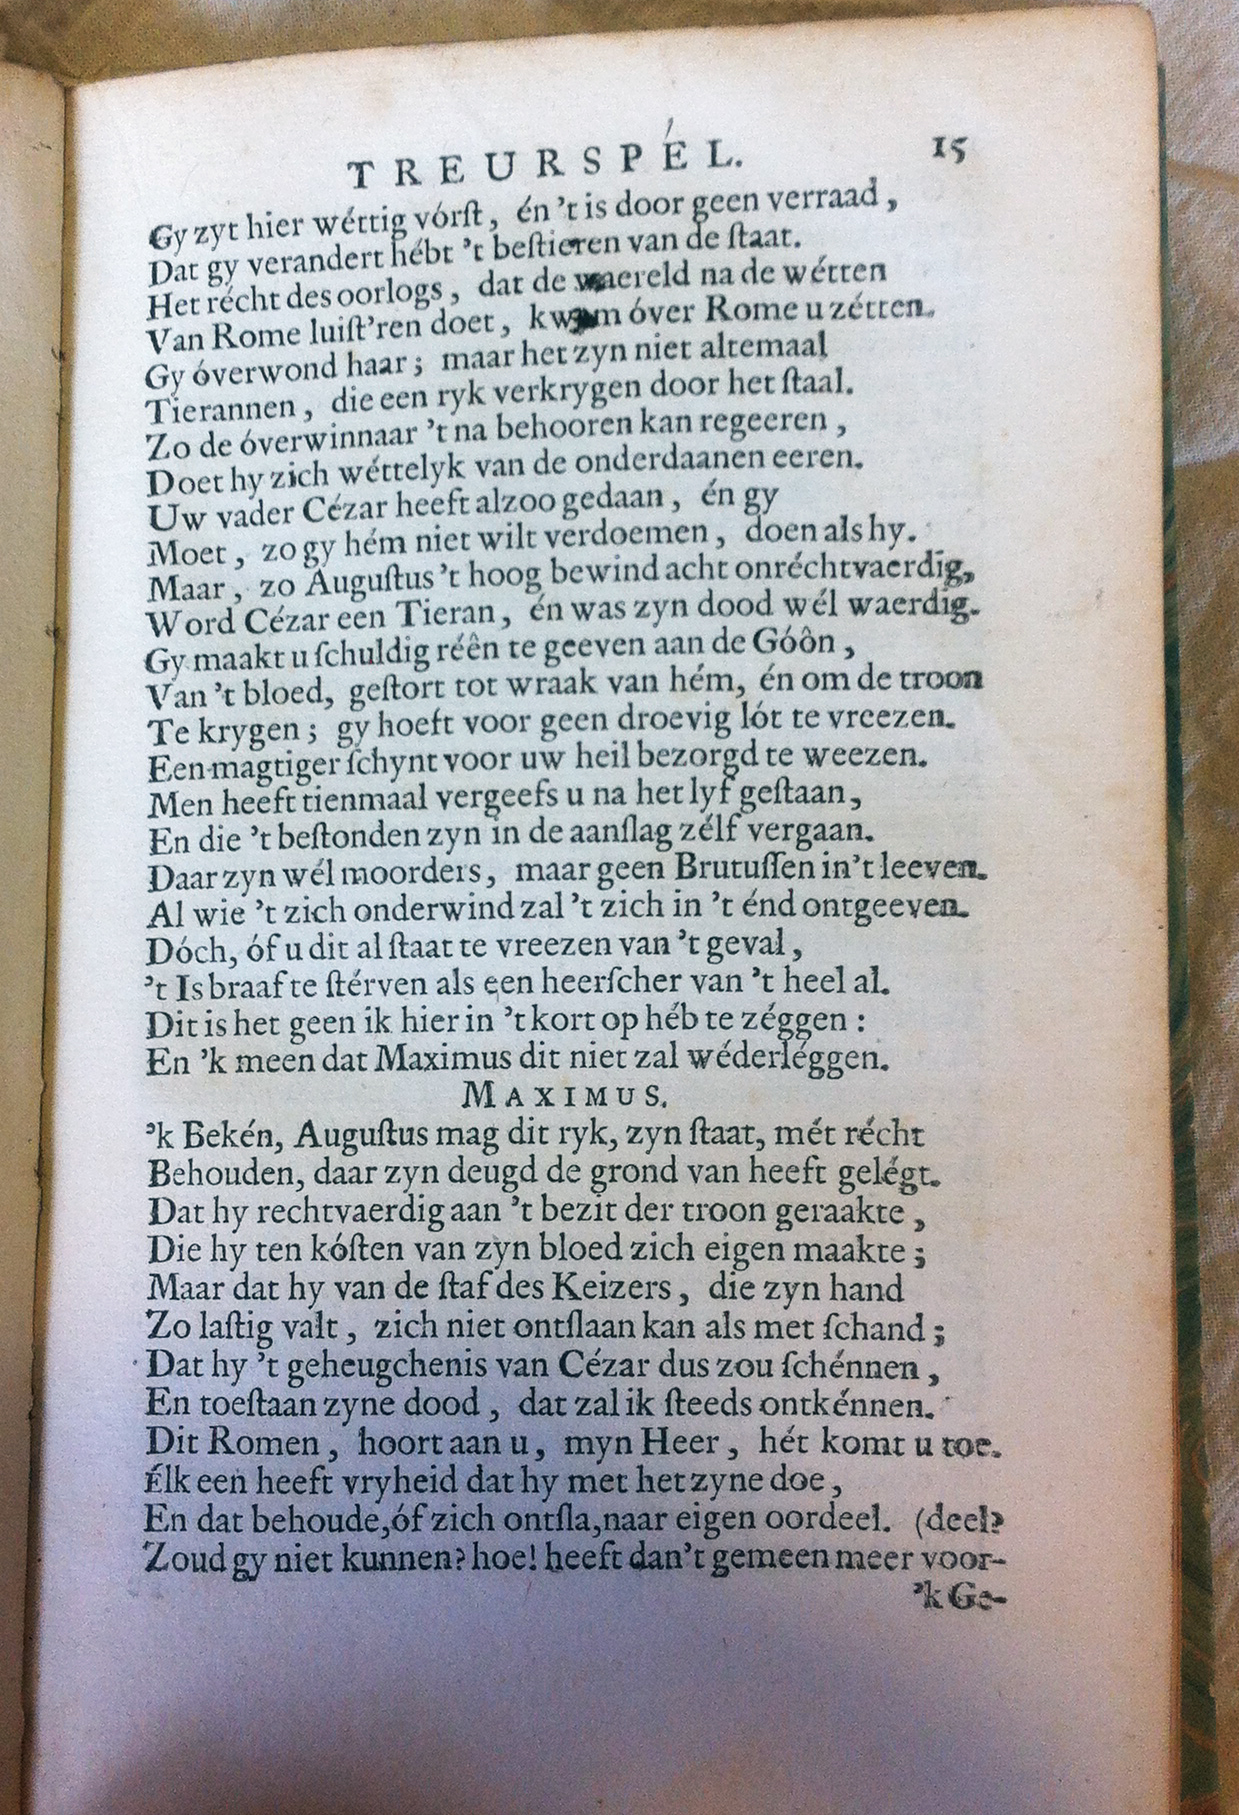 TREURSPÉL. 15
Gy zyt hier wéttig vórſt, én 't is door geen verraad,
Dat gy verandert hébt 't beſtieren van de ſtaat.
Het récht des oorlogs, dat de waereld na de wétten
Van Rome luiſt'ren doet, kwam óver Rome u zétten.
Gy óverwond haar; maar het zyn niet altemaal
Tierannen, die een ryk verkrygen door het ſtaal.
Zo de óverwinnaar 't na behooren kan regeeren,
Doet hy zich wéttelyk van de onderdaanen eeren.
Uw vader Cézar heeft alzoo gedaan, én gy
Moet, zo gy hém niet wilt verdoemen, doen als hy.
Maar, zo Auguſtus 't hoog bewind acht onréchtvaerdig,
Word Cézar een Tieran, én was zyn dood wél waerdig.
Gy maakt u ſchuldig réên te geeven aan de Góôn,
Van 't bloed, geſtort tot wraak van hém, én om de troon
Te krygen; gy hoeft voor geen droevig lót te vreezen.
Een magtiger ſchynt voor uw heil bezorgd te weezen.
Men heeft tienmaal vergeefs u na het lyf geſtaan,
En die 't beſtonden zyn in de aanſlag zélf vergaan.
Daar zyn wél moorders, maar geen Brutuſſen in 't leeven.
Al wie 't zich onderwind zal 't zich in 't énd ontgeeven.
Dóch, óf u dit al ſtaat te vreezen van 't geval,
't Is braaf te ſtérven als een heerſcher van 't heel al.
Dit is het geen ik hier in 't kort op héb te zéggen:
En 'k meen dat Maximus dit niet zal wéderléggen.
MAXIMUS.
'k Bekén, Auguſtus mag dit ryk, zyn ſtaat, mét récht
Behouden, daar zyn deugd de grond van heeft gelégt.
Dat hy rechtvaerdig aan 't bezit der troon geraakte,
Die hy ten kóſten van zyn bloed zich eigen maakte;
Maar dat hy van de ſtaf des Keizers, die zyn hand
Zo laſtig valt, zich niet ontſlaan kan als met ſchand;
Dat hy 't geheugchenis van Cézar dus zou ſchénnen,
En toeſtaan zyne dood, dat zal ik ſteeds ontkénnen.
Dit Romen, hoort aan u, myn Heer, hét komt u toe.
Élk een heeft vryheid dat hy met het zyne doe,
En dat behoude, óf zich ontſla, naar eigen oordeel. (deel?
Zoud gy niet kunnen? hoe! heeft dan 't gemeen meer voor-
'k Ge-